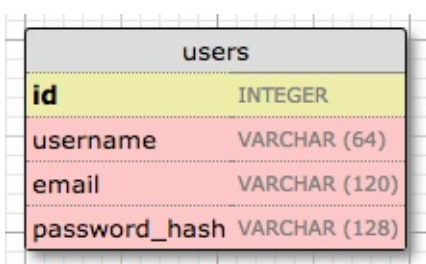 users
id INTEGER
username VARCHAR (64)
email VARCHAR (120)
password_hash VARCHAR (128)